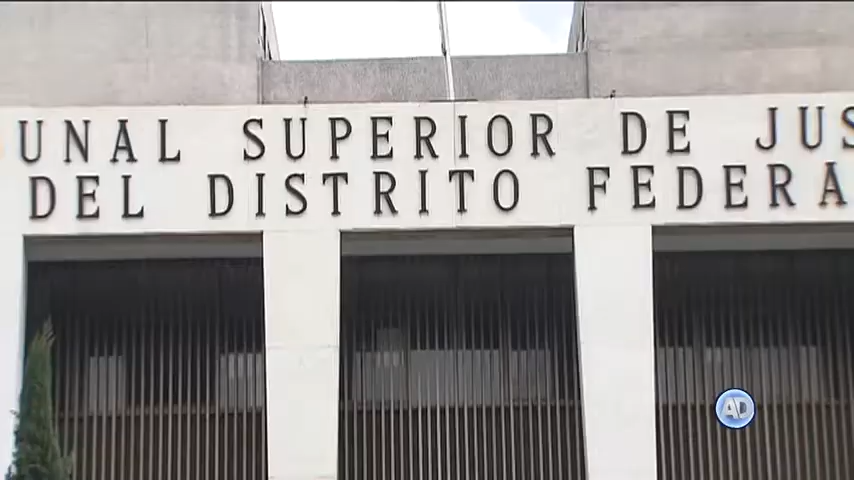 UNAL SUPERIOR DE JUS
DEL DISTRITO FEDERA
AD